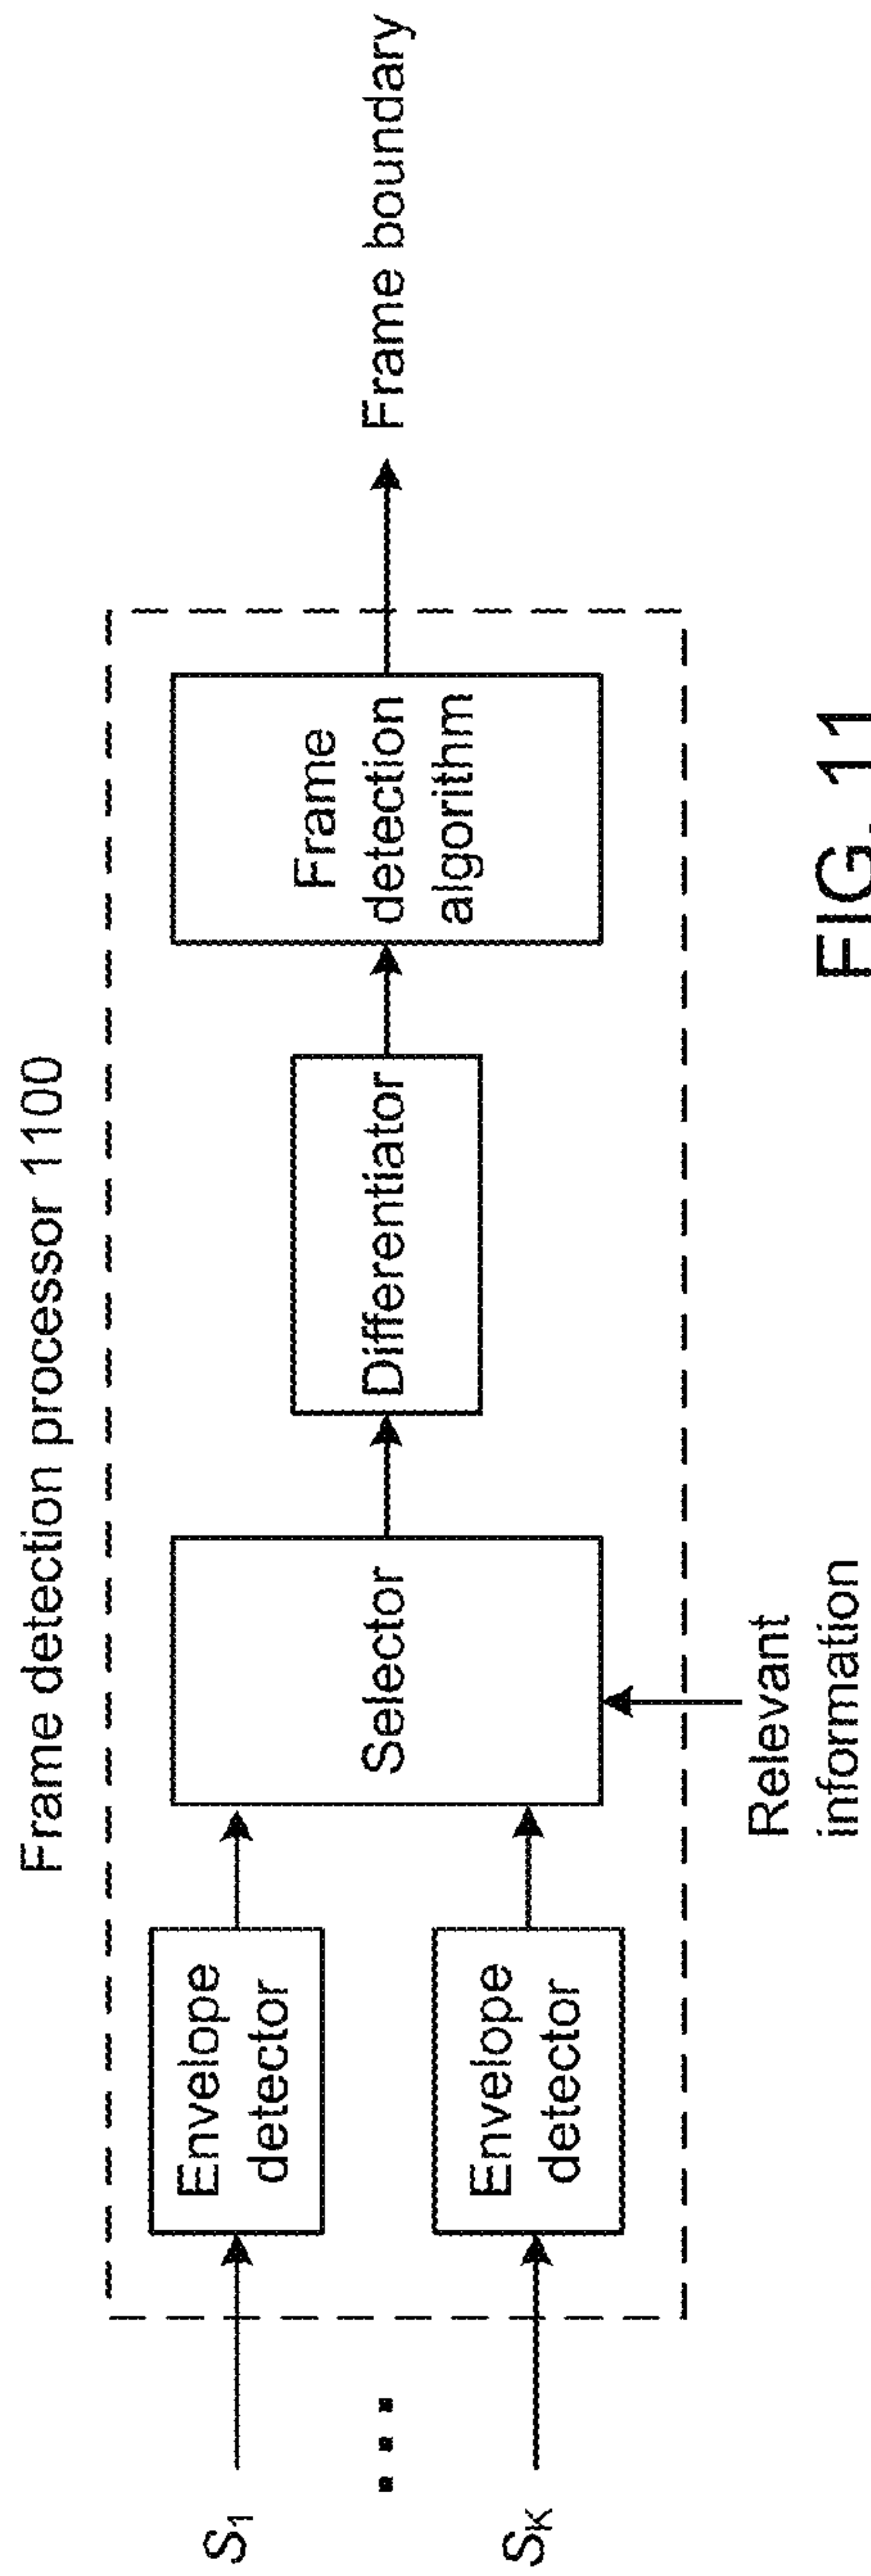 Frame detection processor 1100
S1
SK
...
Envelope
detector
Envelope
detector
Selector
Relevant
information
Differentiator
Frame
detection
algorithm
Frame boundary
FIG. 11